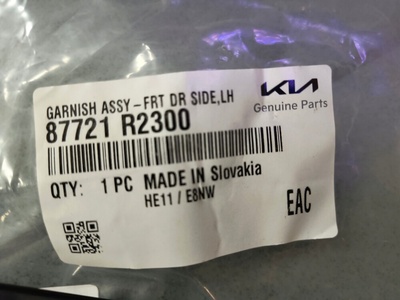 GARNISH ASSY-FRT DR SIDE,LH
KIA
Genuine Parts
87721 R2300
QTY: 1 PC MADE IN Slovakia
HE11 / E8NW
EAC